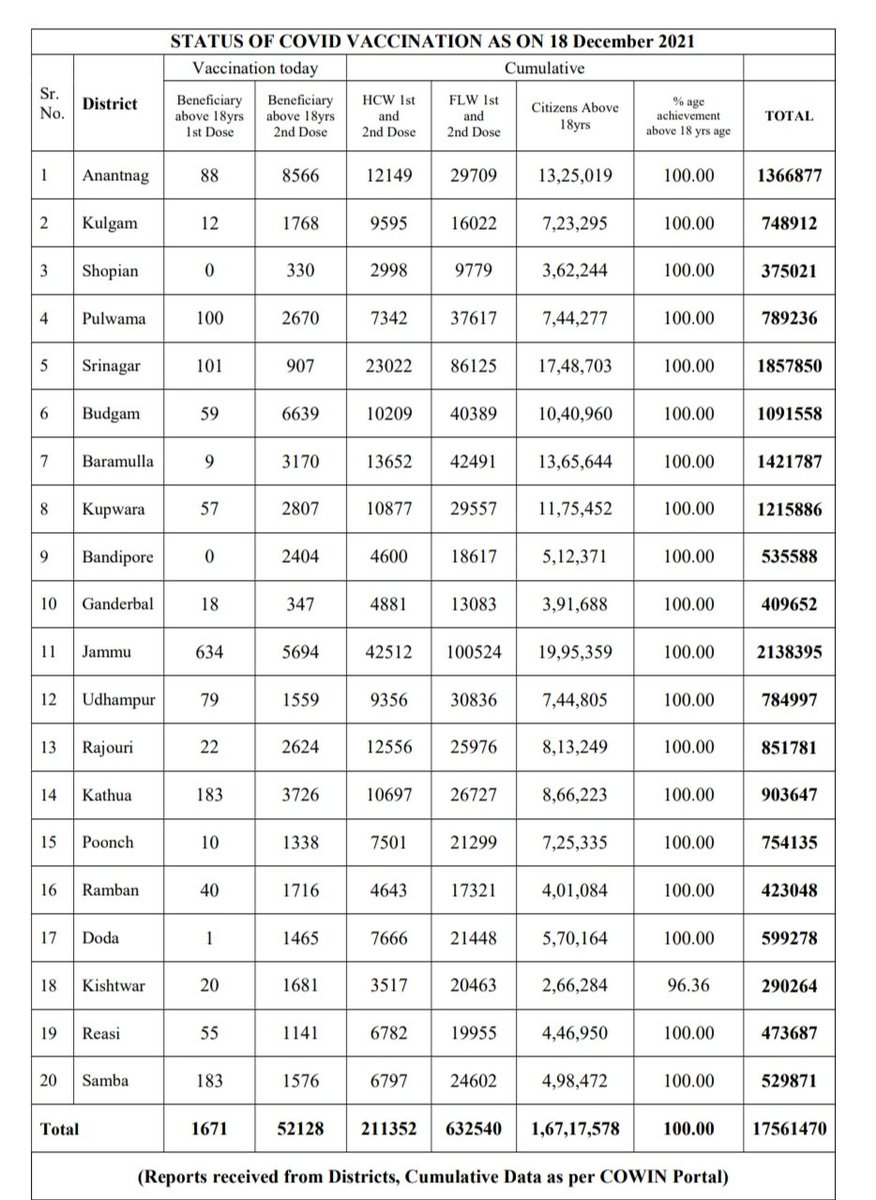 STATUS OF COVID VACCINATION AS ON 18 December 2021
Sr. No. District Vaccination today Cumulative
Beneficiary above 18yrs 1st Dose Beneficiary above 18yrs 2nd Dose HCW 1st and 2nd Dose FLW 1st and 2nd Dose Citizens Above 18yrs % age achievement above 18 yrs age TOTAL
1 Anantnag 88 8566 12149 29709 13,25,019 100.00 1366877
2 Kulgam 12 1768 9595 16022 7,23,295 100.00 748912
3 Shopian 0 330 2998 9779 3,62,244 100.00 375021
4 Pulwama 100 2670 7342 37617 7,44,277 100.00 789236
5 Srinagar 101 907 23022 86125 17,48,703 100.00 1857850
6 Budgam 59 6639 10209 40389 10,40,960 100.00 1091558
7 Baramulla 9 3170 13652 42491 13,65,644 100.00 1421787
8 Kupwara 57 2807 10877 29557 11,75,452 100.00 1215886
9 Bandipore 0 2404 4600 18617 5,12,371 100.00 535588
10 Ganderbal 18 347 4881 13083 3,91,688 100.00 409652
11 Jammu 634 5694 42512 100524 19,95,359 100.00 2138395
12 Udhampur 79 1559 9356 30836 7,44,805 100.00 784997
13 Rajouri 22 2624 12556 25976 8,13,249 100.00 851781
14 Kathua 183 3726 10697 26727 8,66,223 100.00 903647
15 Poonch 10 1338 7501 21299 7,25,335 100.00 754135
16 Ramban 40 1716 4643 17321 4,01,084 100.00 423048
17 Doda 1 1465 7666 21448 5,70,164 100.00 599278
18 Kishtwar 20 1681 3517 20463 2,66,284 96.36 290264
19 Reasi 55 1141 6782 19955 4,46,950 100.00 473687
20 Samba 183 1576 6797 24602 4,98,472 100.00 529871
Total 1671 52128 211352 632540 1,67,17,578 100.00 17561470
(Reports received from Districts, Cumulative Data as per COWIN Portal)